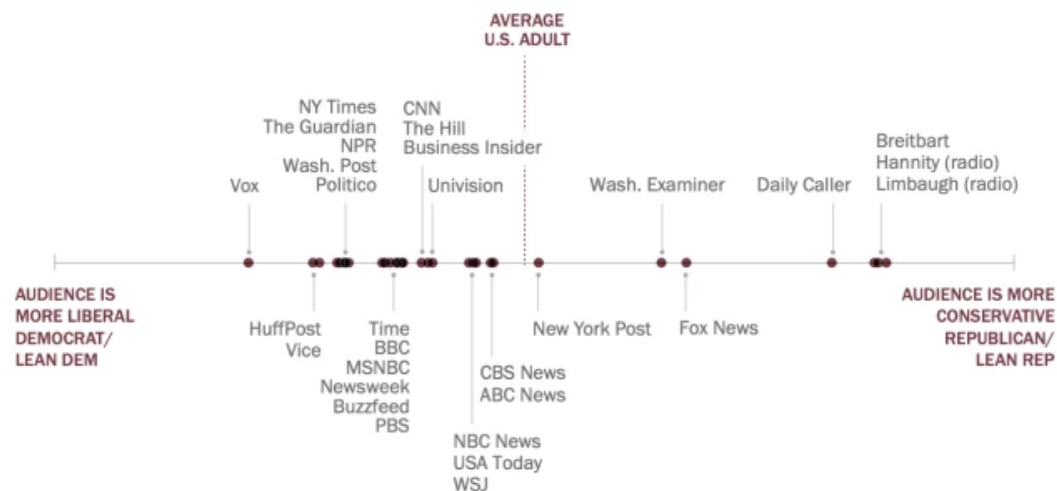 AVERAGE
U.S. ADULT
NY Times
The Guardian
NPR
Wash. Post
Politico
CNN
The Hill
Business Insider
Breitbart
Hannity (radio)
Limbaugh (radio)
Vox
Univision
Wash. Examiner
Daily Caller
AUDIENCE IS
MORE LIBERAL
DEMOCRAT/
LEAN DEM
AUDIENCE IS MORE
CONSERVATIVE
REPUBLICAN/
LEAN REP
HuffPost
Vice
Time
BBC
MSNBC
Newsweek
Buzzfeed
PBS
NBC News
USA Today
WSJ
CBS News
ABC News
New York Post
Fox News